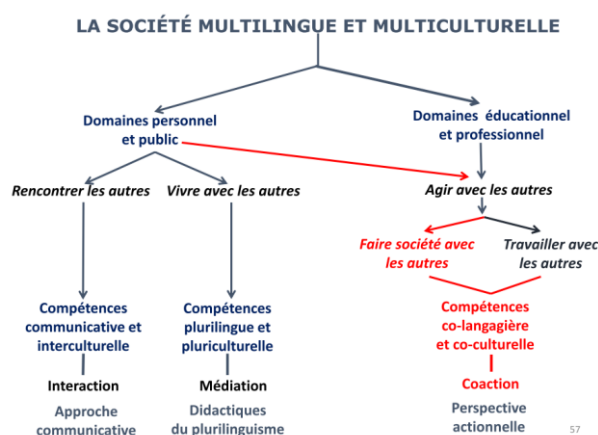 LA SOCIÉTÉ MULTILINGUE ET MULTICULTURELLE
Domaines personnel
et public
Domaines éducationnel
et professionnel
Rencontrer les autres
Vivre avec les autres
Agir avec les autres
Faire société avec
les autres
Travailler avec
les autres
Compétences
communicative et
interculturelle
Compétences
plurilingue et
pluriculturelle
Compétences
co-langagière
et co-culturelle
Interaction
Médiation
Coaction
Approche
communicative
Didactiques
du plurilinguisme
Perspective
actionnelle
57